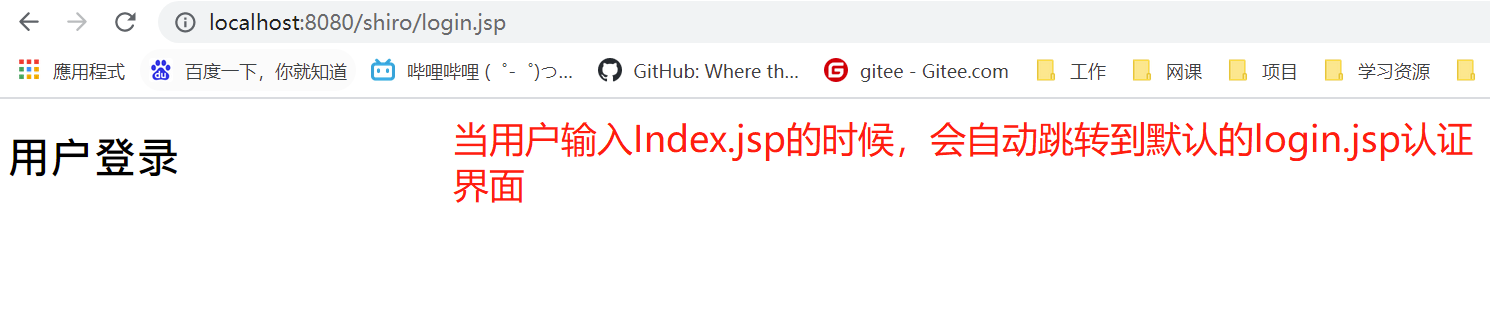 localhost:8080/shiro/login.jsp
應用程式 百度一下，你就知道 哔哩哔哩 ( ゜- ゜)つ... GitHub: Where th... gitee - Gitee.com 工作 网课 项目 学习资源
用户登录
当用户输入Index.jsp的时候，会自动跳转到默认的login.jsp认证
界面